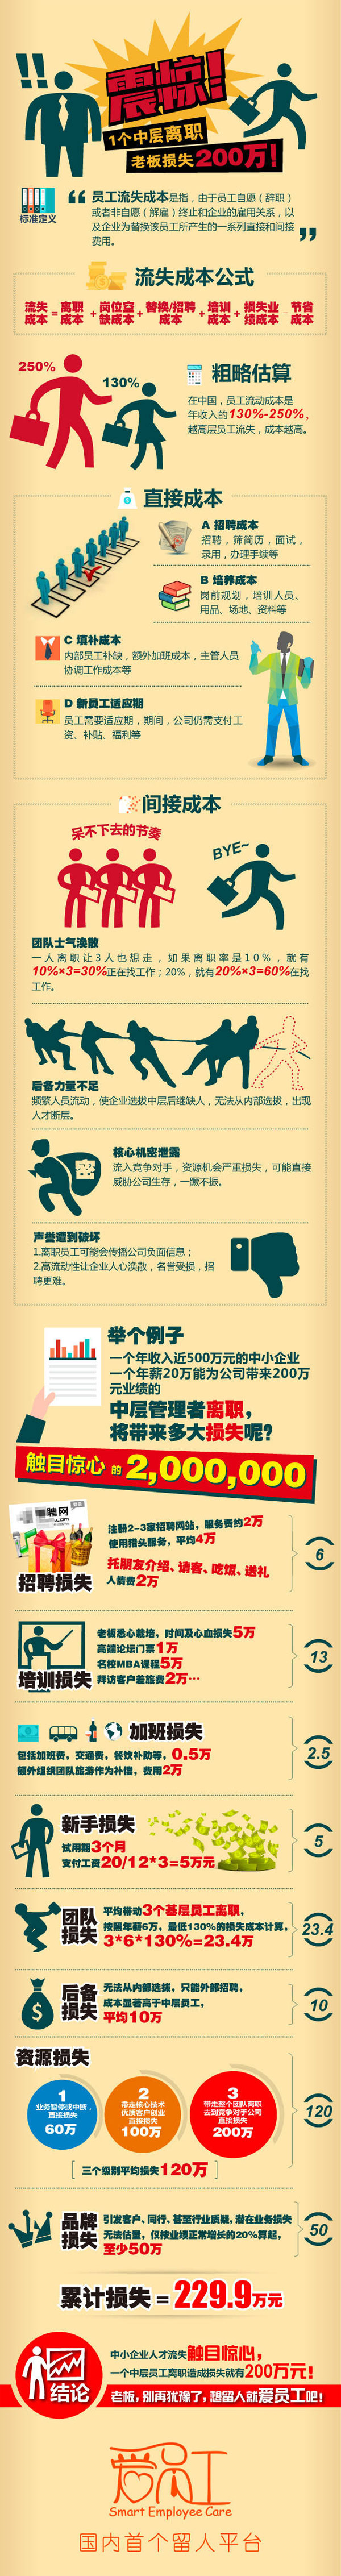 震惊!
1个中层离职
老板损失200万!
标准定义
员工流失成本是指，由于员工自愿（辞职）
或者非自愿（解雇）终止和企业的雇用关系，以
及企业为替换该员工所产生的一系列直接和间接
费用。
流失成本公式
流失成本 = 离职成本 + 岗位空缺成本 + 替换/招聘成本 + 培训成本 + 损失业绩成本 - 节省成本
250%
130%
粗略估算
在中国，员工流动成本是
年收入的130%-250%，
越高层员工流失，成本越高。
直接成本
A 招聘成本
招聘，筛简历，面试，
录用，办理手续等
B 培养成本
岗前规划，培训人员、
用品、场地、资料等
C 填补成本
内部员工补缺，额外加班成本，主管人员
协调工作成本等
D 新员工适应期
员工需要适应期，期间，公司仍需支付工
资、补贴、福利等
间接成本
呆不下去的节奏
BYE~
团队士气涣散
一人离职让3人也想走，如果离职率是10%，就有
10%×3=30%正在找工作；20%，就有20%×3=60%在找
工作。
后备力量不足
频繁人员流动，使企业选拔中层后继缺人，无法从内部选拔，出现
人才断层。
密
核心机密泄露
流入竞争对手，资源机会严重损失，可能直接
威胁公司生存，一蹶不振。
声誉遭到破坏
1.离职员工可能会传播公司负面信息；
2.高流动性让企业人心涣散，名誉受损，招
聘更难。
举个例子
一个年收入近500万元的中小企业
一个年薪20万能为公司带来200万
元业绩的
中层管理者离职，
将带来多大损失呢?
触目惊心 的 2,000,000
聘网
.com
招聘损失
注册2-3家招聘网站，服务费约2万
使用猎头服务，平均4万
托朋友介绍、请客、吃饭、送礼
人情费2万
6
培训损失
老板悉心栽培，时间及心血损失5万
高端论坛门票1万
名校MBA课程5万
拜访客户差旅费2万…
13
加班损失
包括加班费，交通费，餐饮补助等，0.5万
额外组织团队旅游作为补偿，费用2万
2.5
新手损失
试用期3个月
支付工资20/12*3=5万元
5
团队损失
平均带动3个基层员工离职，
按照年薪6万，最低130%的损失成本计算，
3*6*130%=23.4万
23.4
后备损失
无法从内部选拔，只能外部招聘，
成本显著高于中层员工，
平均10万
10
资源损失
1
业务暂停或中断，
直接损失
60万
2
带走核心技术
优质客户创业
直接损失
100万
3
带走整个团队离职
去到竞争对手公司
直接损失
200万
三个级别平均损失120万
120
品牌损失
引发客户、同行、甚至行业质疑，潜在业务损失
无法估量，仅按业绩正常增长的20%算起，
至少50万
50
累计损失 = 229.9万元
结论
中小企业人才流失触目惊心，
一个中层员工离职造成损失就有200万元!
老板，别再犹豫了，想留人就爱员工吧!
爱员工
Smart Employee Care
国内首个留人平台